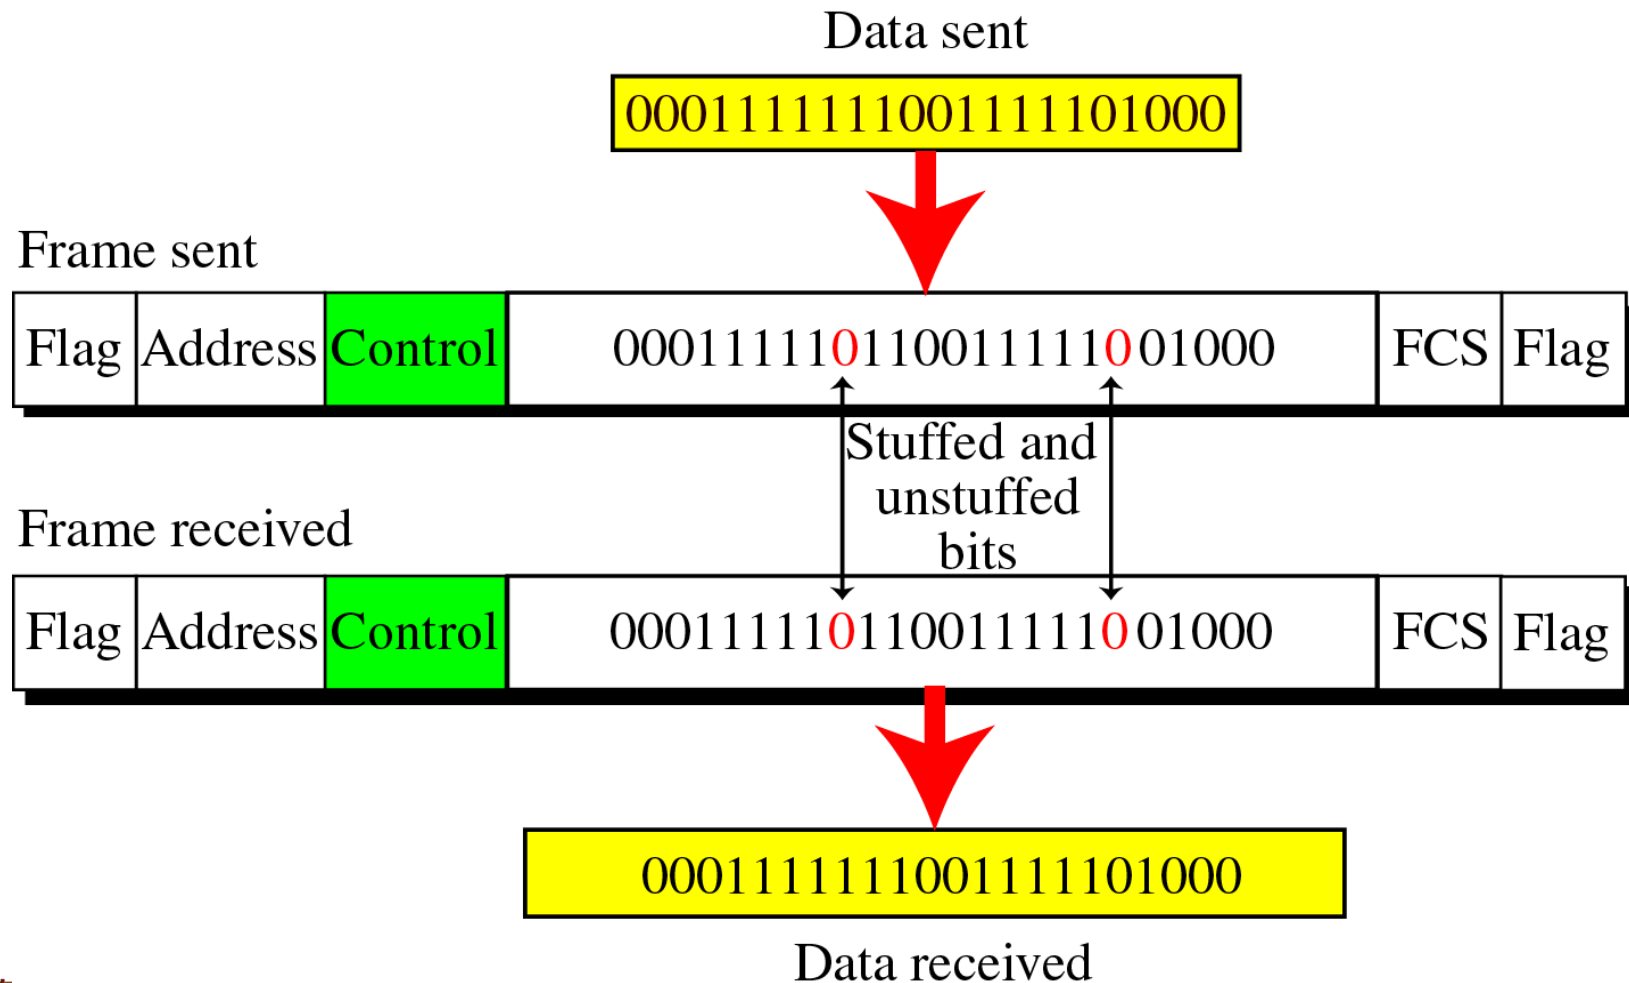 Data sent
0001111111001111101000
Frame sent
Flag Address Control 000111110110011111001000 FCS Flag
Stuffed and
unstuffed
bits
Frame received
Flag Address Control 000111110110011111001000 FCS Flag
0001111111001111101000
Data received